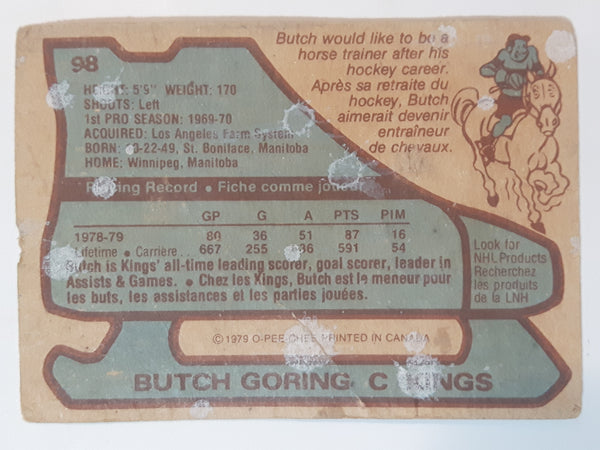 98
Butch would like to be a
horse trainer after his
hockey career.
Après sa retraite du
hockey, Butch
aimerait devenir
entraîneur
de chevaux.
HEIGHT: 5'9" WEIGHT: 170
SHOOTS: Left
1st PRO SEASON: 1969-70
ACQUIRED: Los Angeles Farm System
BORN: -22-49, St. Boniface, Manitoba
HOME: Winnipeg, Manitoba
Playing Record • Fiche comme joueur
GP G A PTS PIM
1978-79 80 36 51 87 16
Lifetime • Carrière... 667 255 336 591 54
Butch is Kings' all-time leading scorer, goal scorer, leader in
Assists & Games. • Chez les Kings, Butch est le meneur pour
les buts, les assistances et les parties jouées.
Look for
NHL Products
Recherchez
les produits
de la LNH
© 1979 O-PEE-CHEE PRINTED IN CANADA
BUTCH GORING C KINGS